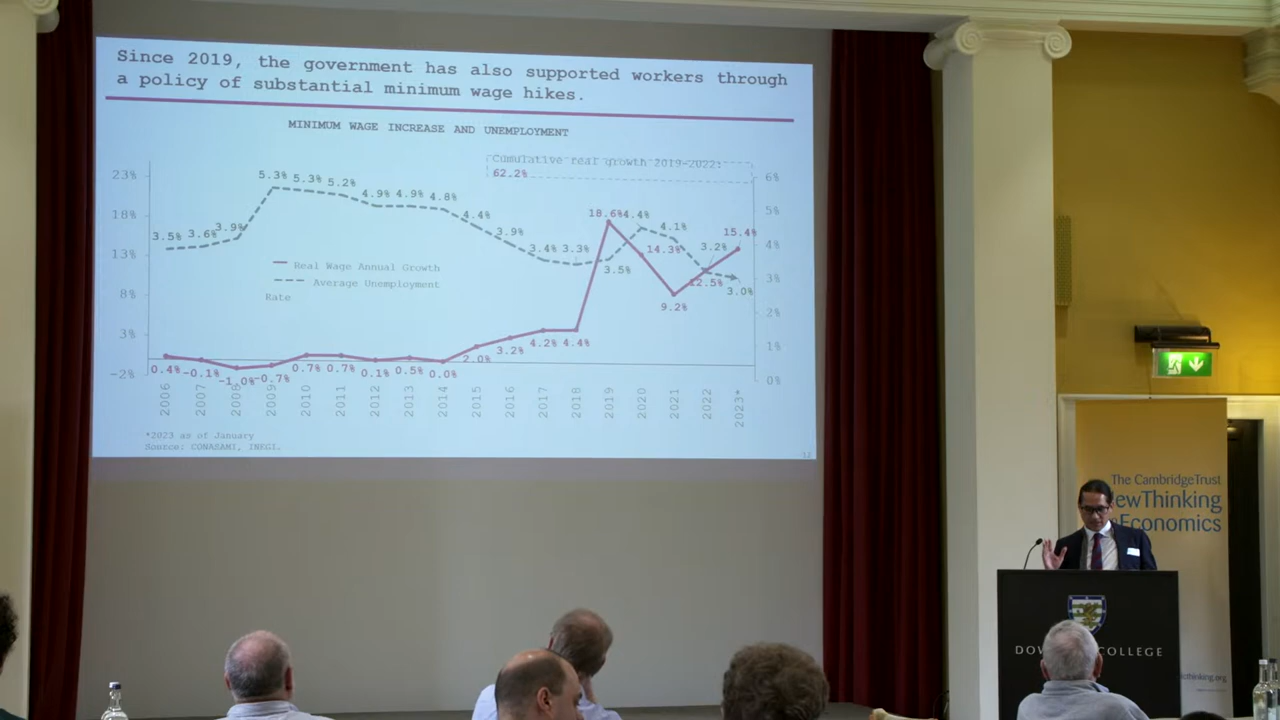 Since 2019, the government has also supported workers through
a policy of substantial minimum wage hikes.
MINIMUM WAGE INCREASE AND UNEMPLOYMENT
Cumulative real growth 2019-2022:
62.2%
23%
18%
13%
8%
3%
-2%
6%
5%
4%
3%
2%
1%
0%
3.5% 3.6% 3.9% 5.3% 5.3% 5.2% 4.9% 4.9% 4.8% 4.4% 3.9% 3.4% 3.3% 3.5% 4.4% 4.1% 3.2% 3.0%
Real Wage Annual Growth
Average Unemployment
Rate
0.4% -0.1% -1.0% -0.7% 0.7% 0.7% 0.1% 0.5% 0.0% 2.0% 3.2% 4.2% 4.4% 18.6% 14.3% 9.2% 12.5% 15.4%
2006 2007 2008 2009 2010 2011 2012 2013 2014 2015 2016 2017 2018 2019 2020 2021 2022 2023*
*2023 as of January
Source: CONASAMI, INEGI.
12
The CambridgeTrust
ewThinking
Economics
COLLEGE